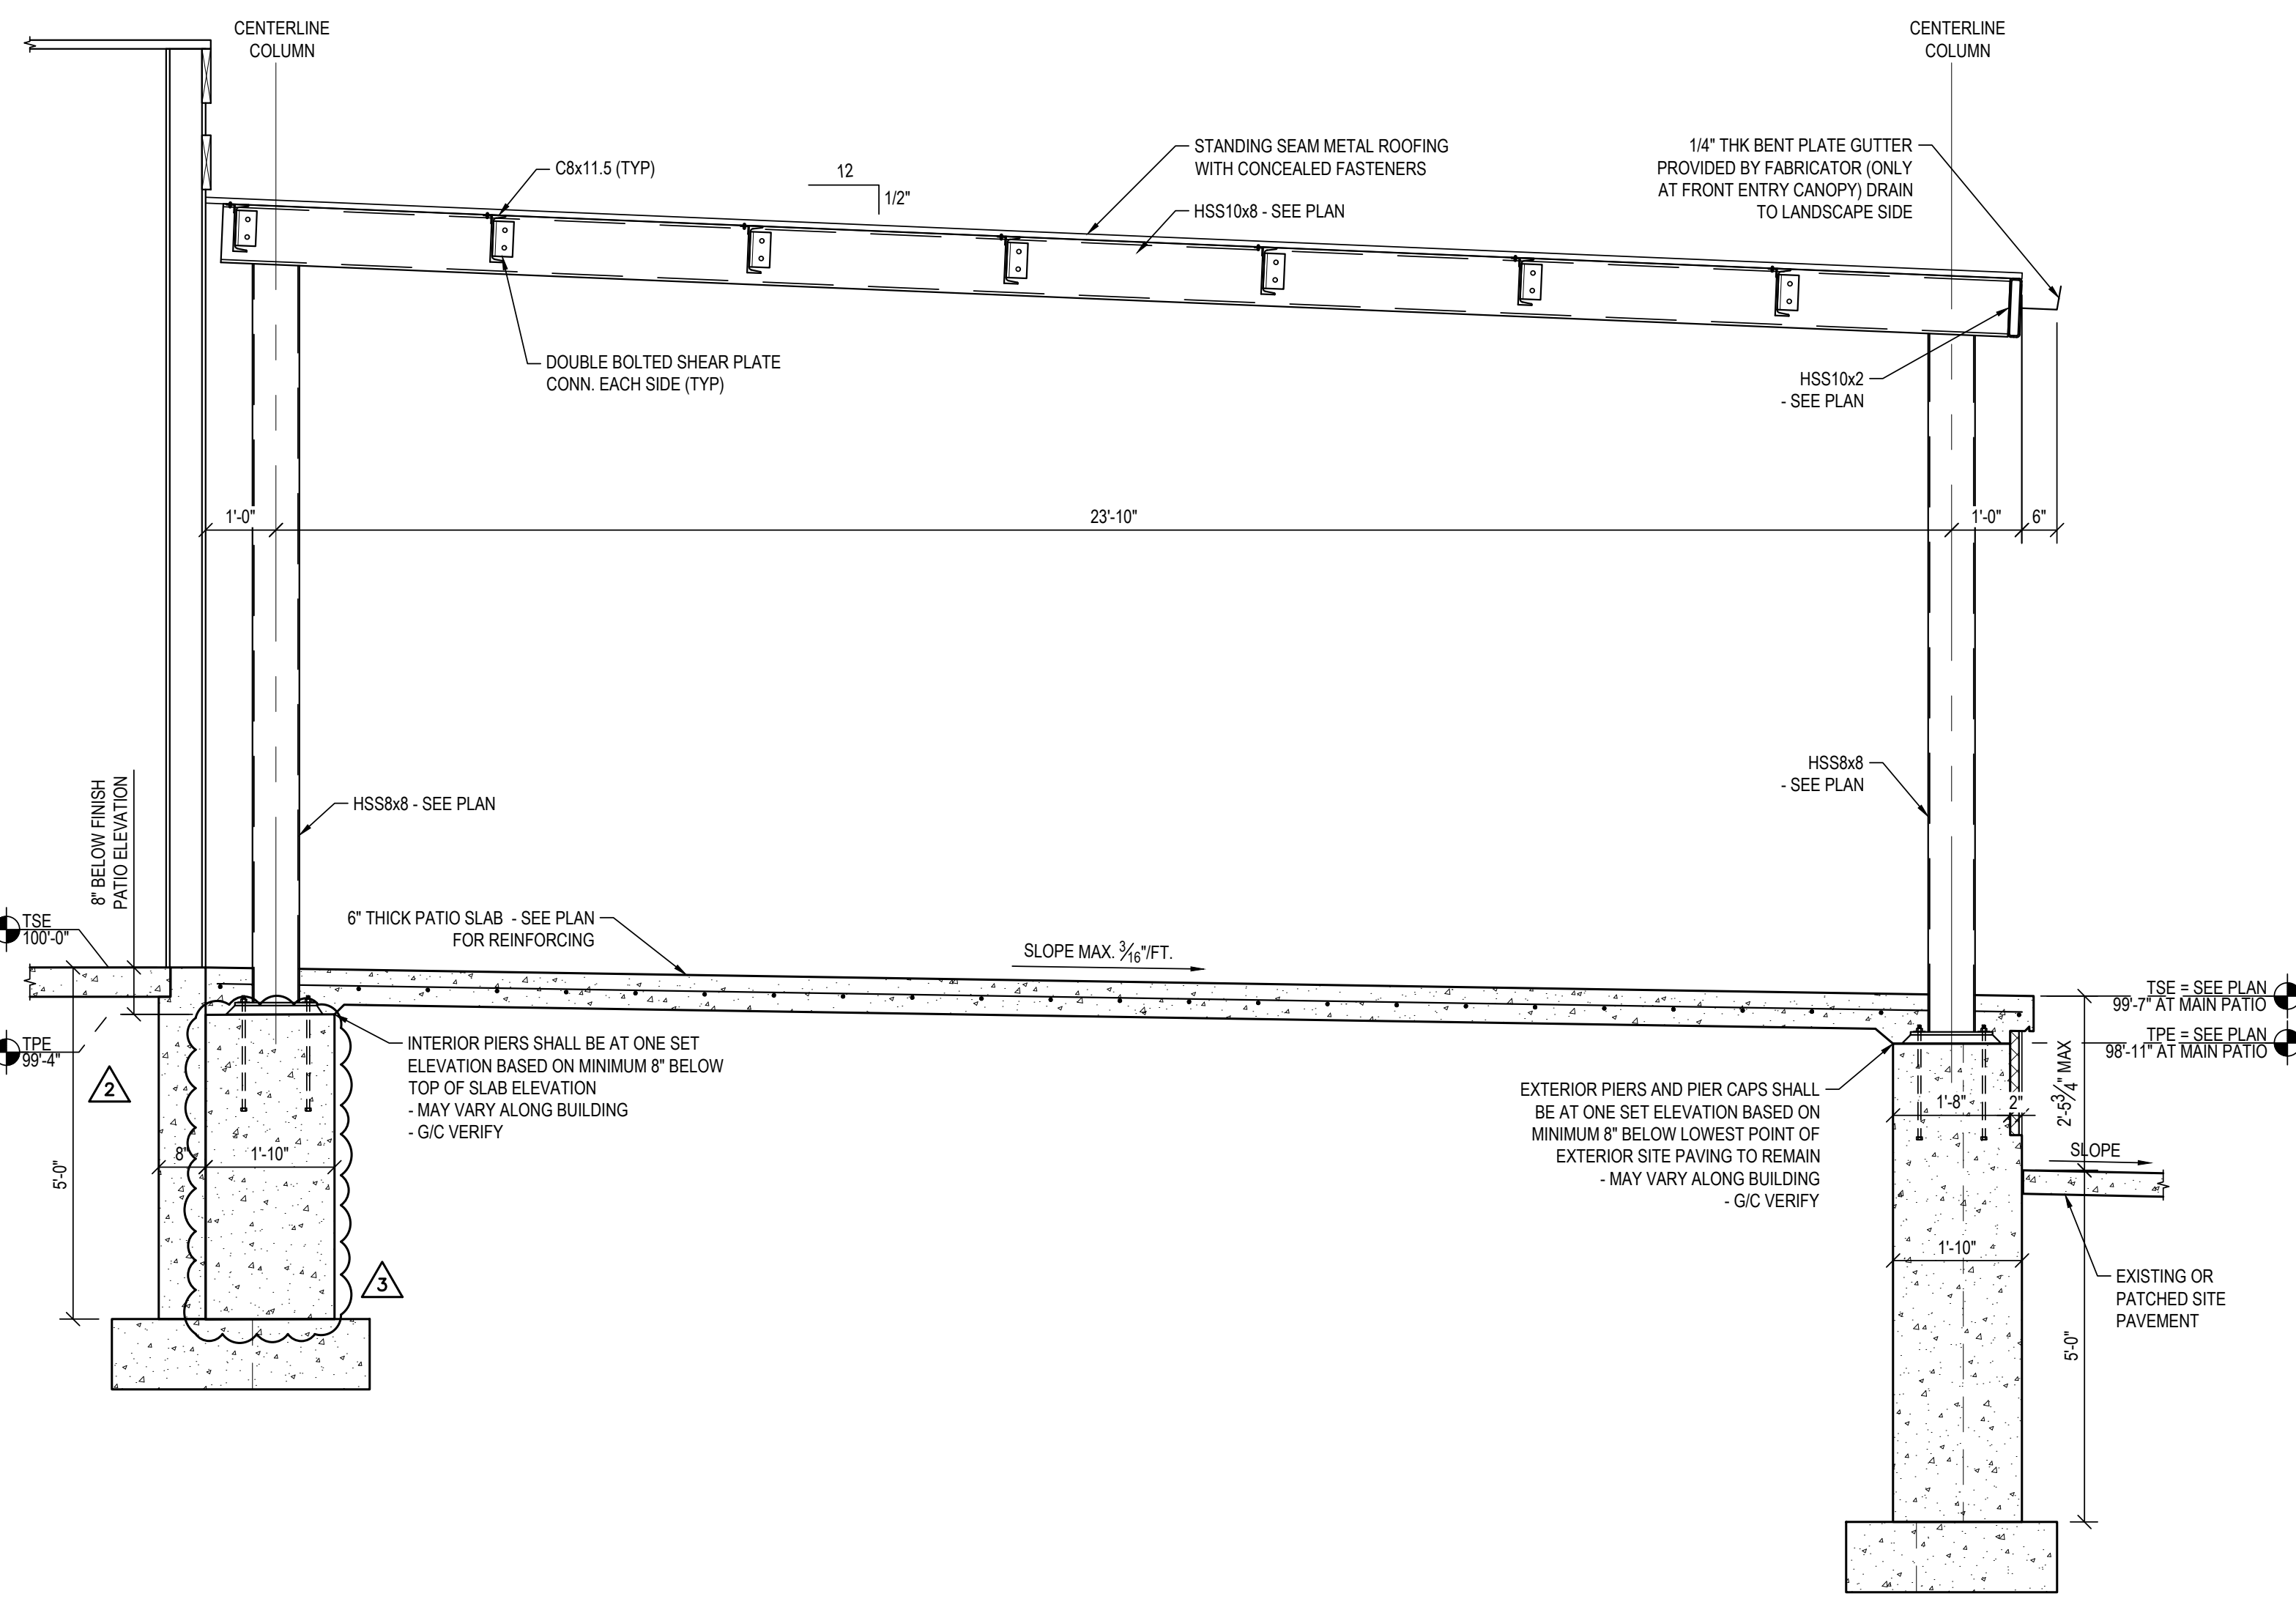 CENTERLINE
COLUMN
CENTERLINE
COLUMN
C8x11.5 (TYP)
12
1/2"
STANDING SEAM METAL ROOFING
WITH CONCEALED FASTENERS
HSS10x8 - SEE PLAN
1/4" THK BENT PLATE GUTTER
PROVIDED BY FABRICATOR (ONLY
AT FRONT ENTRY CANOPY) DRAIN
TO LANDSCAPE SIDE
DOUBLE BOLTED SHEAR PLATE
CONN. EACH SIDE (TYP)
HSS10x2
- SEE PLAN
1'-0"
23'-10"
1'-0"
6"
HSS8x8 - SEE PLAN
HSS8x8
- SEE PLAN
8" BELOW FINISH
PATIO ELEVATION
6" THICK PATIO SLAB - SEE PLAN
FOR REINFORCING
SLOPE MAX. 3/16"/FT.
TSE
100'-0"
TPE
99'-4"
TSE = SEE PLAN
99'-7" AT MAIN PATIO
TPE = SEE PLAN
98'-11" AT MAIN PATIO
2
INTERIOR PIERS SHALL BE AT ONE SET
ELEVATION BASED ON MINIMUM 8" BELOW
TOP OF SLAB ELEVATION
- MAY VARY ALONG BUILDING
- G/C VERIFY
EXTERIOR PIERS AND PIER CAPS SHALL
BE AT ONE SET ELEVATION BASED ON
MINIMUM 8" BELOW LOWEST POINT OF
EXTERIOR SITE PAVING TO REMAIN
- MAY VARY ALONG BUILDING
- G/C VERIFY
1'-8"
2"
2'-5 3/4" MAX
SLOPE
5'-0"
8"
1'-10"
3
1'-10"
EXISTING OR
PATCHED SITE
PAVEMENT
5'-0"